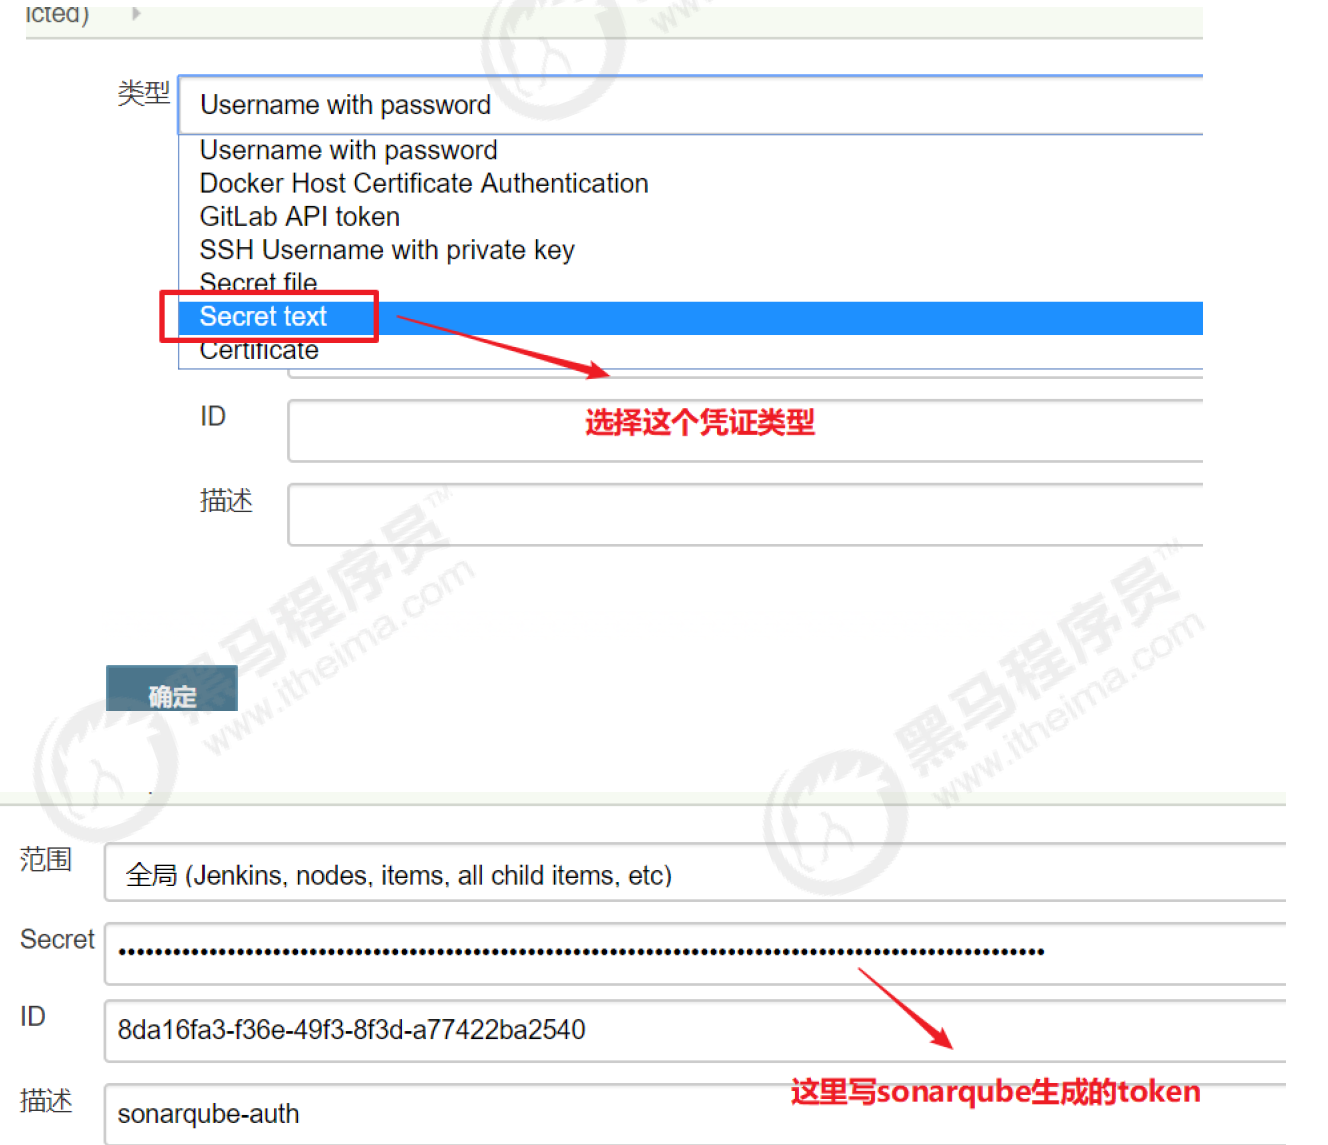 icted)
类型
Username with password
Username with password
Docker Host Certificate Authentication
GitLab API token
SSH Username with private key
Secret file
Secret text
Certificate
ID
选择这个凭证类型
描述
确定
黑马程序员™
www.itheima.com
黑马程序员™
www.itheima.com
范围
全局 (Jenkins, nodes, items, all child items, etc)
Secret
ID
8da16fa3-f36e-49f3-8f3d-a77422ba2540
描述
sonarqube-auth
这里写sonarqube生成的token